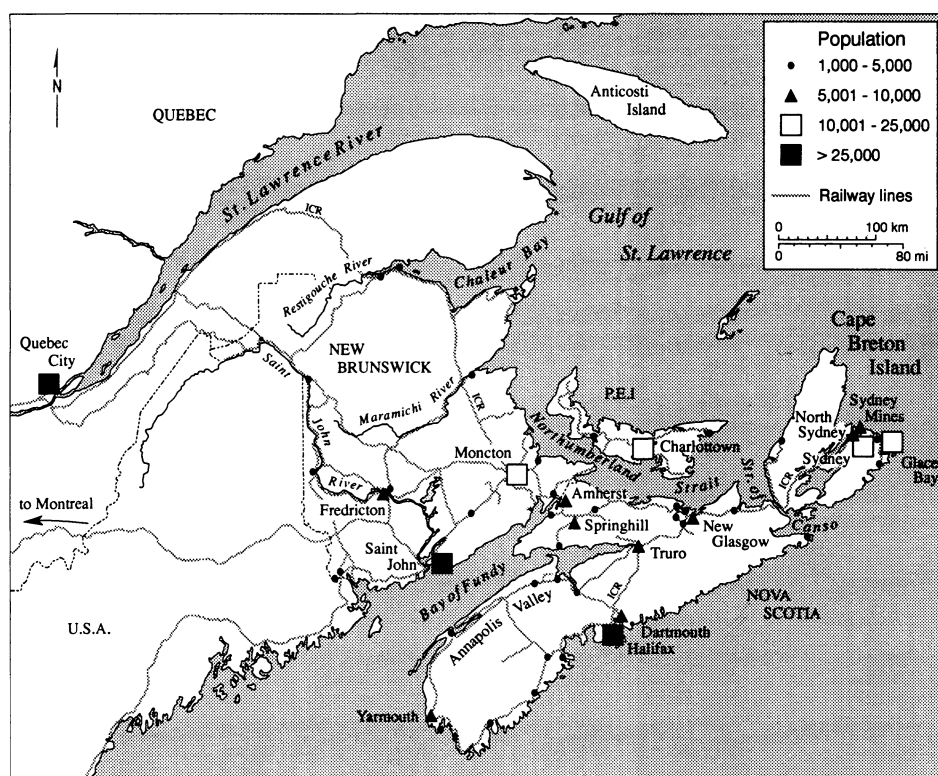 Population
1,000 - 5,000
5,001 - 10,000
10,001 - 25,000
> 25,000
Railway lines
0 100 km
0 80 mi
N
QUEBEC
Anticosti
Island
St. Lawrence River
ICR
Gulf of
St. Lawrence
Chaleur Bay
Restigouche River
Quebec
City
NEW
BRUNSWICK
Saint
John
River
Maramichi River
ICR
Cape
Breton
Island
Sydney
Mines
North
Sydney
Sydney
Glace
Bay
ICR
P.E.I
Charlottown
Northumberland
Strait
St. of
Canso
Moncton
to Montreal
Fredricton
Amherst
Springhill
New
Glasgow
Truro
Saint
John
Bay of Fundy
U.S.A.
Annapolis
Valley
ICR
NOVA
SCOTIA
Dartmouth
Halifax
Yarmouth